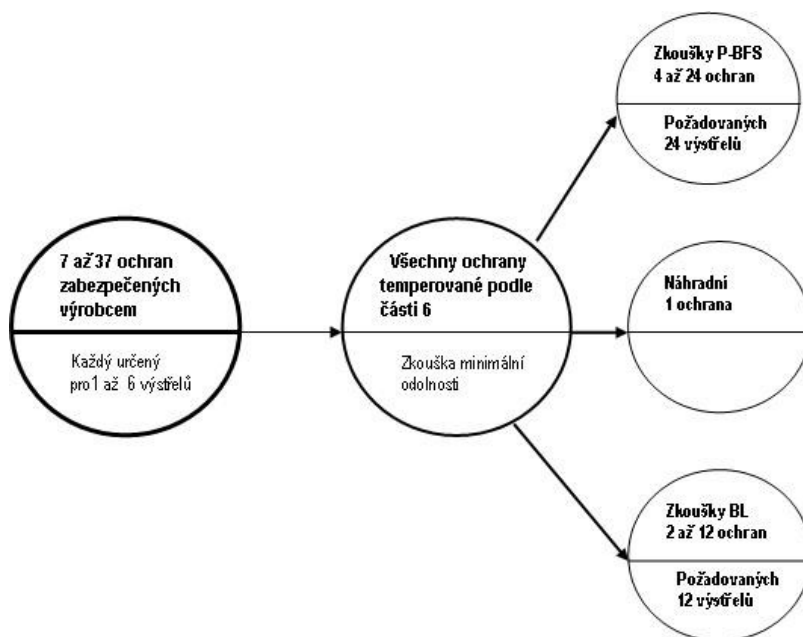 7 až 37 ochran
zabezpečených
výrobcem
Každý určený
pro1 až 6 výstřelů
Všechny ochrany
temperované podle
části 6
Zkouška minimální
odolnosti
Zkoušky P-BFS
4 až 24 ochran
Požadovaných
24 výstřelů
Náhradní
1 ochrana
Zkoušky BL
2 až 12 ochran
Požadovaných
12 výstřelů